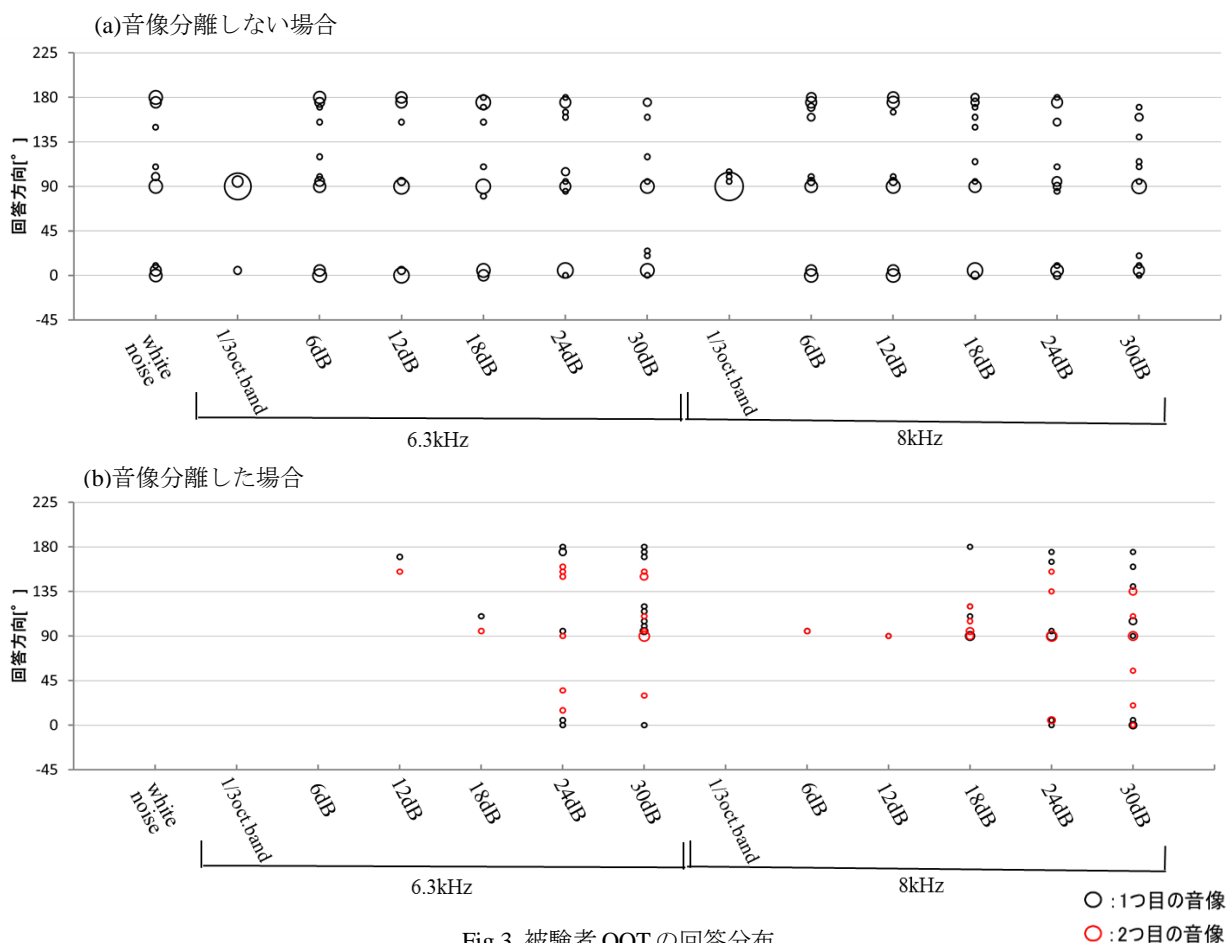 (a)音像分離しない場合
回答方向[°]
225
180
135
90
45
0
-45
white noise
1/3oct.band
6dB
12dB
18dB
24dB
30dB
1/3oct.band
6dB
12dB
18dB
24dB
30dB
6.3kHz
8kHz
(b)音像分離した場合
回答方向[°]
225
180
135
90
45
0
-45
white noise
1/3oct.band
6dB
12dB
18dB
24dB
30dB
1/3oct.band
6dB
12dB
18dB
24dB
30dB
6.3kHz
8kHz
○ :1つ目の音像
○ :2つ目の音像
Fig.3 被験者 OOT の回答分布